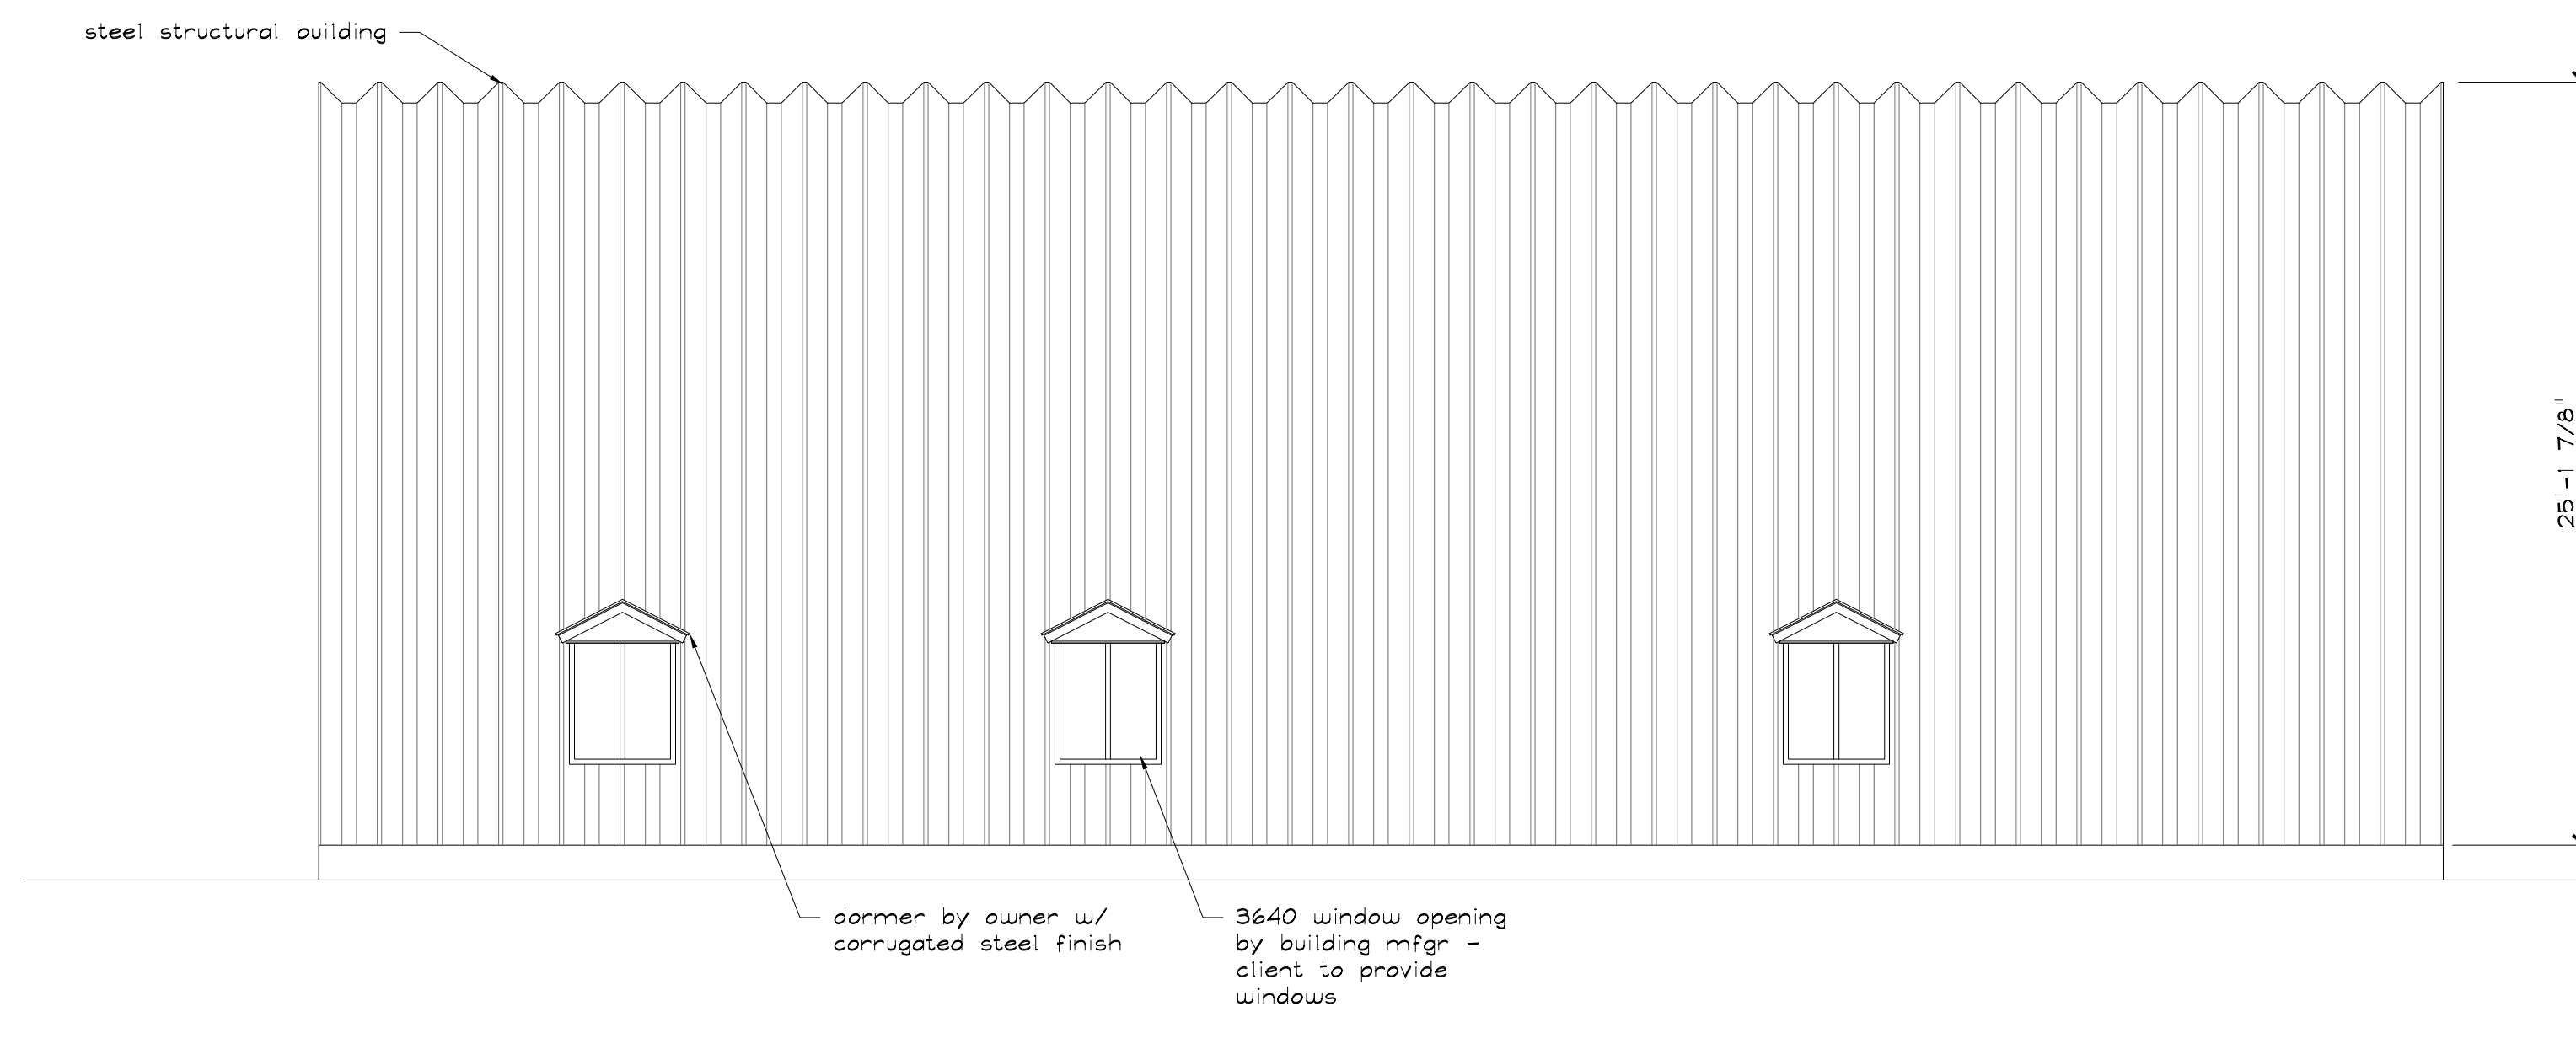 steel structural building
25'-1 7/8"
dormer by owner w/
corrugated steel finish
3640 window opening
by building mfgr -
client to provide
windows